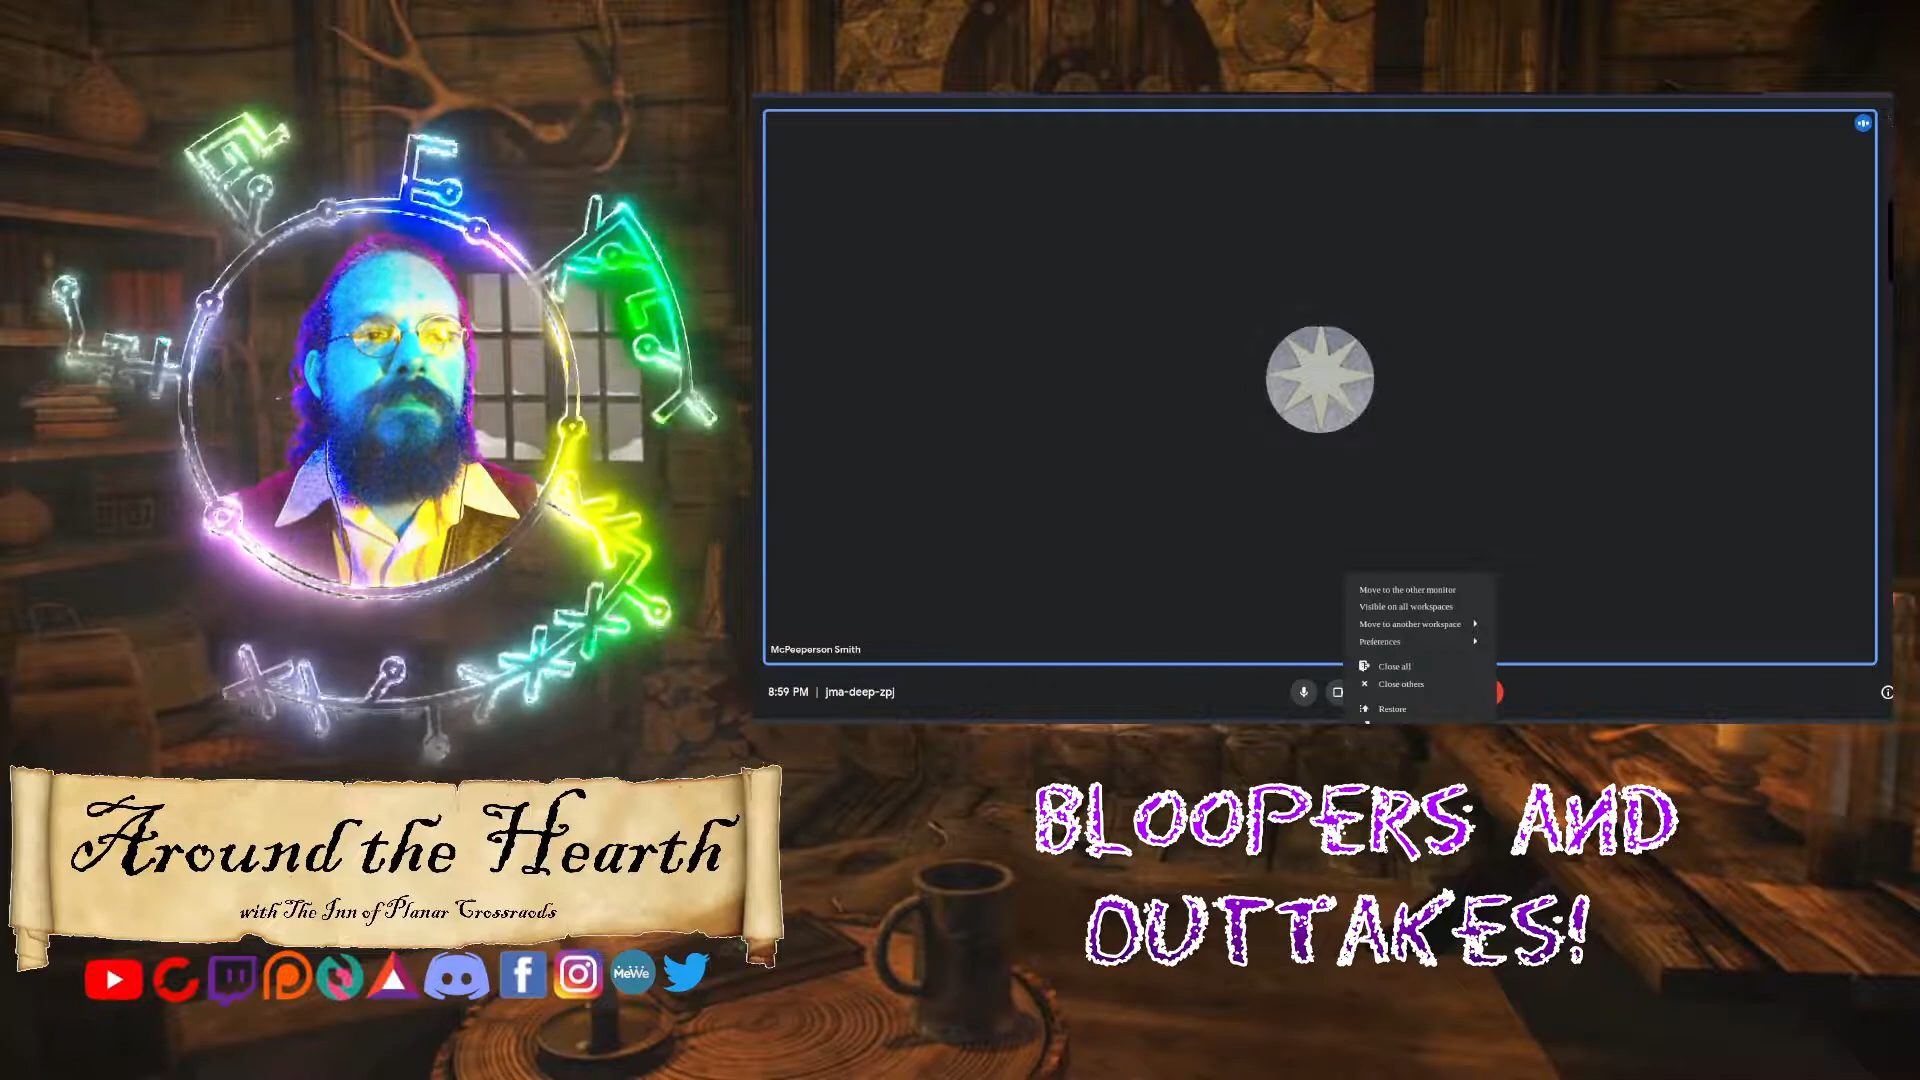 McPeeperson Smith
8:59 PM | jma-deep-zpj
Move to the other monitor
Visible on all workspaces
Move to another workspace
Preferences
Close all
Close others
Restore
Around the Hearth
with The Inn of Planar Crossraods
MeWe
BLOOPERS AND
OUTTAKES!